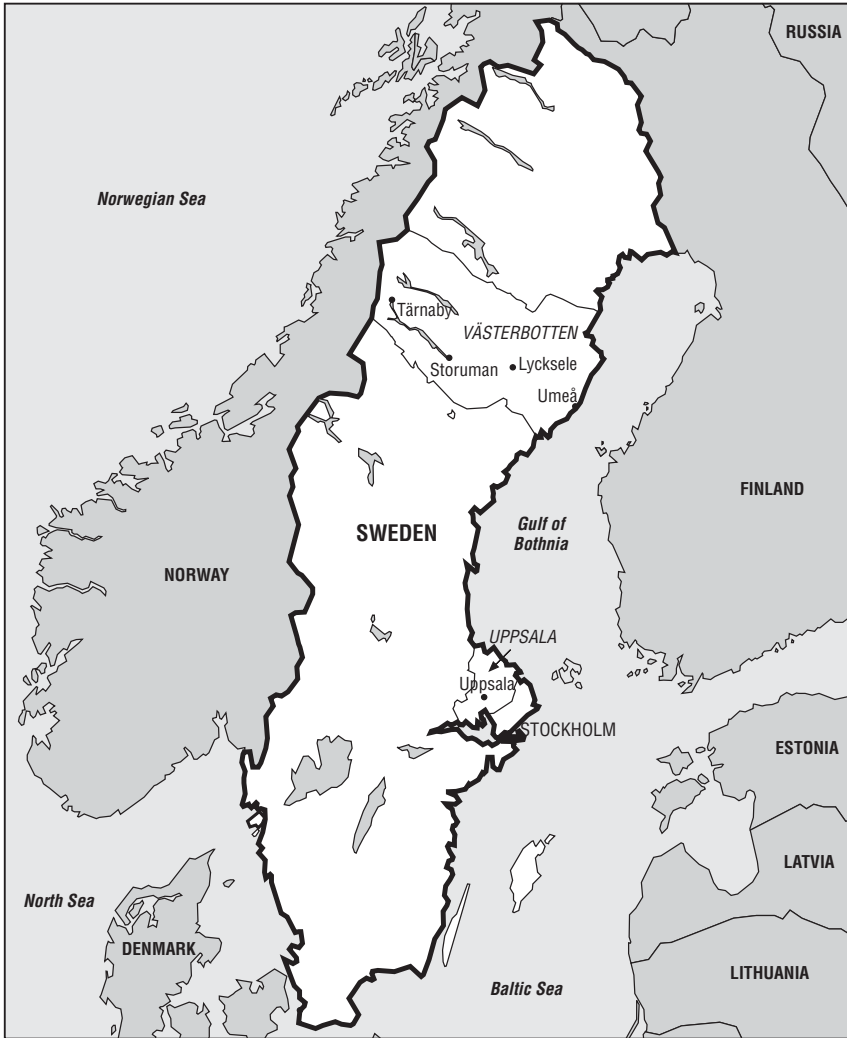 RUSSIA
Norwegian Sea
Tärnaby
VÄSTERBOTTEN
Storuman
Lycksele
Umeå
FINLAND
SWEDEN
Gulf of
Bothnia
NORWAY
UPPSALA
Uppsala
STOCKHOLM
ESTONIA
LATVIA
North Sea
DENMARK
LITHUANIA
Baltic Sea